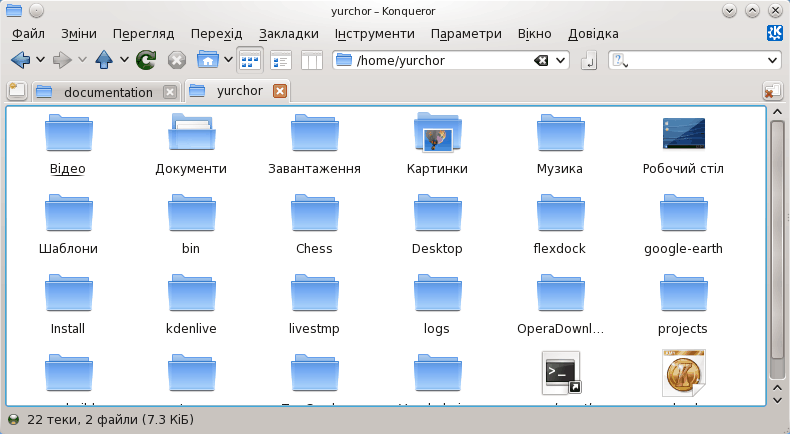 yurchor – Konqueror
Файл Зміни Перегляд Перехід Закладки Інструменти Параметри Вікно Довідка
/home/yurchor
documentation yurchor
Відео Документи Завантаження Картинки Музика Робочий стіл
Шаблони bin Chess Desktop flexdock google-earth
Install kdenlive livestmp logs OperaDownl... projects
22 теки, 2 файли (7.3 КіБ)